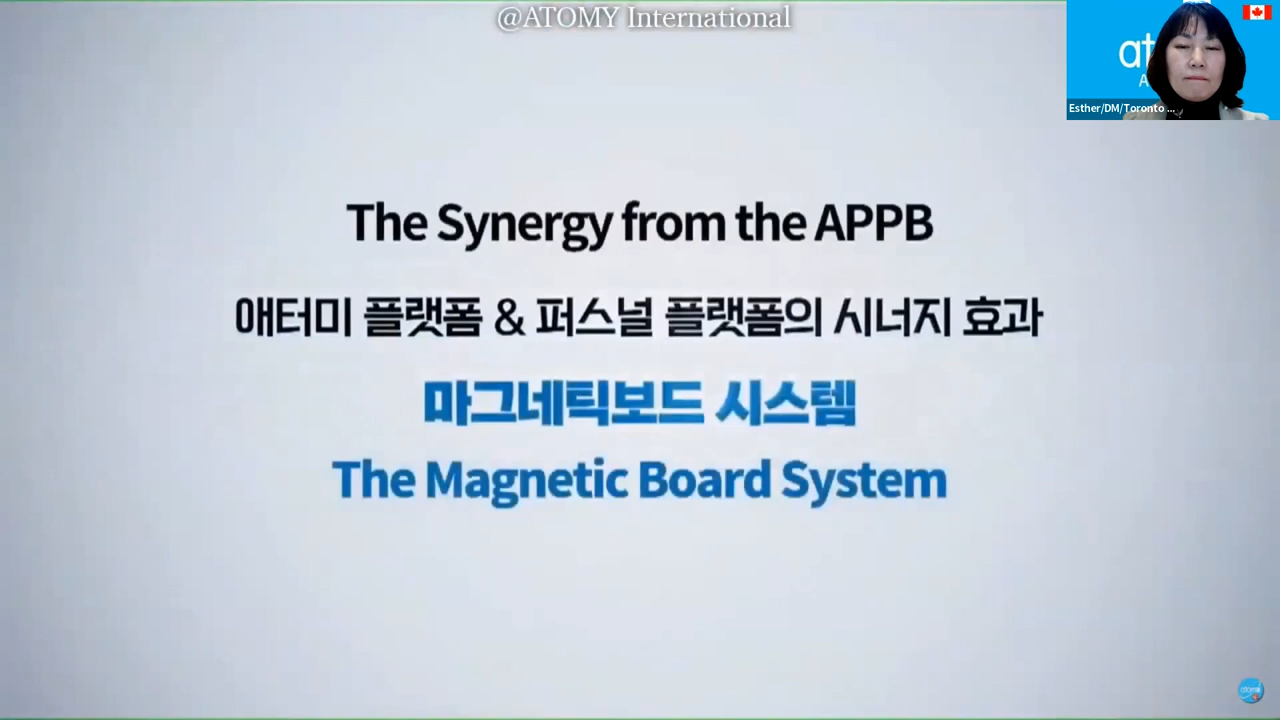 @ATOMY International
at
A
Esther/DM/Toronto ...
The Synergy from the APPB
애터미 플랫폼 & 퍼스널 플랫폼의 시너지 효과
마그네틱보드 시스템
The Magnetic Board System
atomy